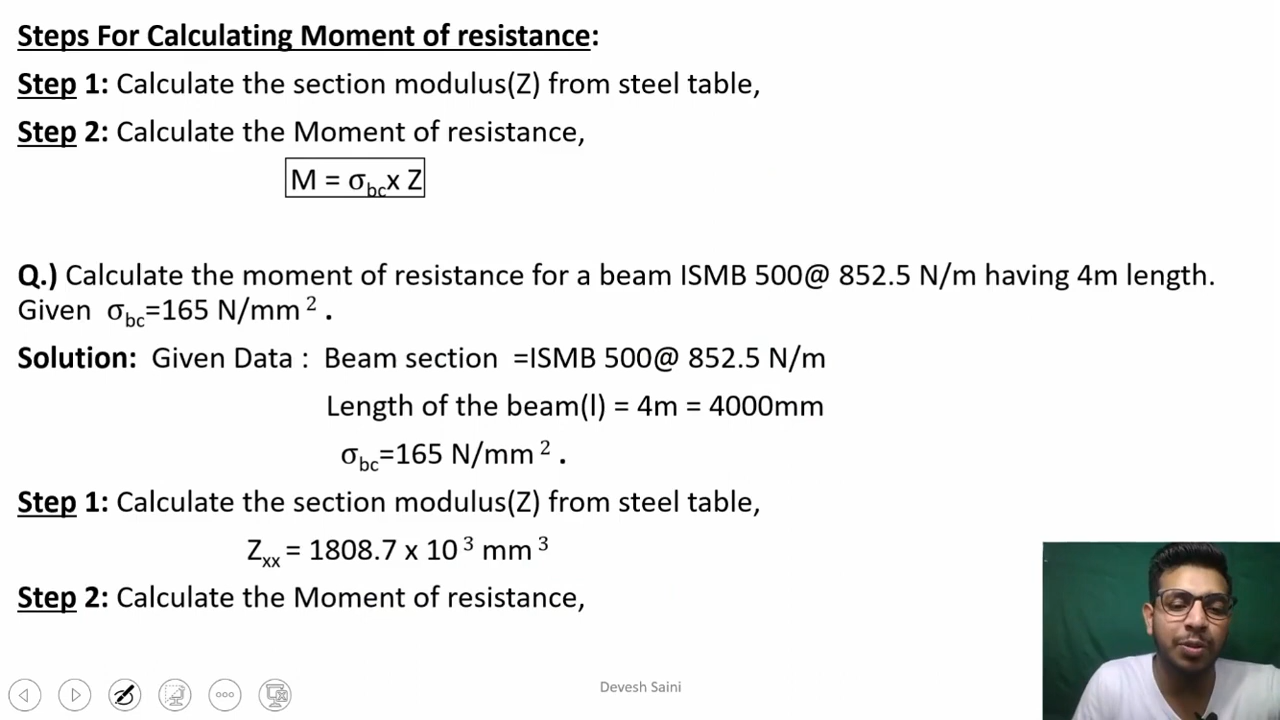 Steps For Calculating Moment of resistance:
Step 1: Calculate the section modulus(Z) from steel table,
Step 2: Calculate the Moment of resistance,
M = σbcx Z
Q.) Calculate the moment of resistance for a beam ISMB 500@ 852.5 N/m having 4m length.
Given σbc=165 N/mm 2 .
Solution: Given Data : Beam section =ISMB 500@ 852.5 N/m
Length of the beam(l) = 4m = 4000mm
σbc=165 N/mm 2 .
Step 1: Calculate the section modulus(Z) from steel table,
Zxx = 1808.7 x 10 3 mm 3
Step 2: Calculate the Moment of resistance,
Devesh Saini